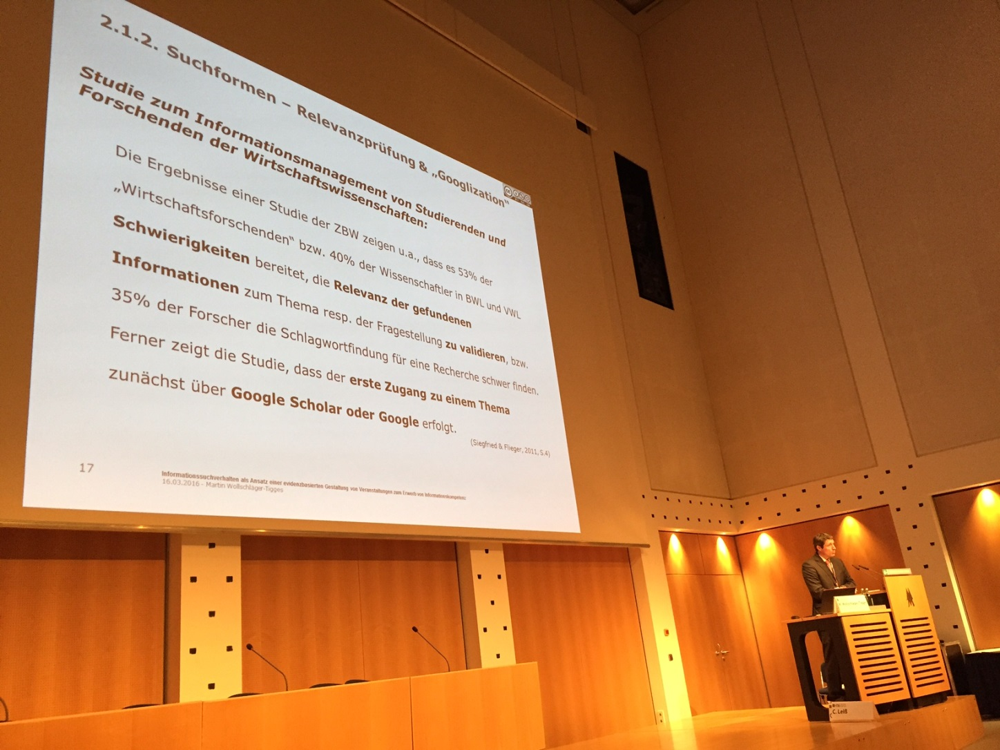 2.1.2. Suchformen – Relevanzprüfung & „Googlization“
Studie zum Informationsmanagement von Studierenden und
Forschenden der Wirtschaftswissenschaften:
Die Ergebnisse einer Studie der ZBW zeigen u.a., dass es 53% der
„Wirtschaftsforschenden“ bzw. 40% der Wissenschaftler in BWL und VWL
Schwierigkeiten bereitet, die Relevanz der gefundenen
Informationen zum Thema resp. der Fragestellung zu validieren, bzw.
35% der Forscher die Schlagwortfindung für eine Recherche schwer finden.
Ferner zeigt die Studie, dass der erste Zugang zu einem Thema
zunächst über Google Scholar oder Google erfolgt.
(Siegfried & Flieger, 2011, S.4)
17
Informationssuchverhalten als Ansatz einer evidenzbasierten Gestaltung von Veranstaltungen zum Erwerb von Informationskompetenz
16.03.2016 - Martin Wollschläger-Tigges
C. Leiß